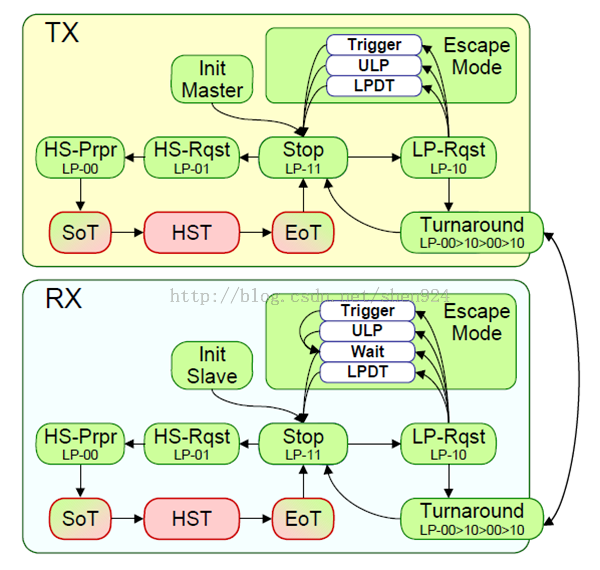 TX
Trigger
ULP
LPDT
Escape
Mode
Init
Master
HS-Prpr
LP-00
HS-Rqst
LP-01
Stop
LP-11
LP-Rqst
LP-10
SoT
HST
EoT
Turnaround
LP-00>10>00>10
RX
http://blog.csdn.net/shen924
Trigger
ULP
Wait
LPDT
Escape
Mode
Init
Slave
HS-Prpr
LP-00
HS-Rqst
LP-01
Stop
LP-11
LP-Rqst
LP-10
SoT
HST
EoT
Turnaround
LP-00>10>00>10